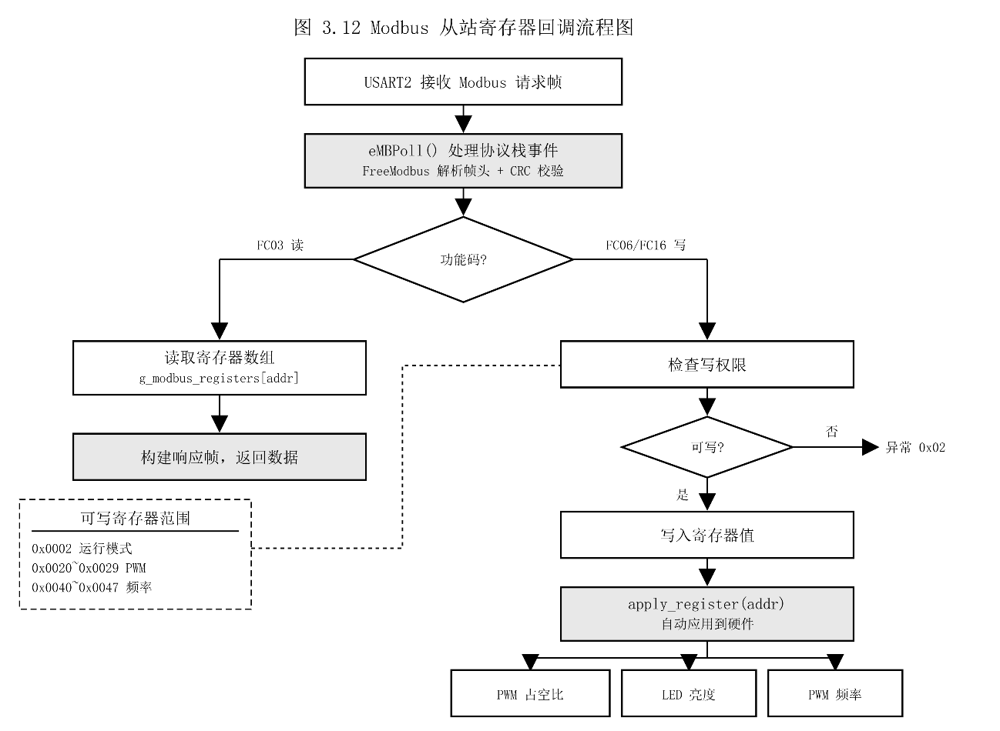 图 3.12 Modbus 从站寄存器回调流程图
USART2 接收 Modbus 请求帧
eMBPoll() 处理协议栈事件
FreeModbus 解析帧头 + CRC 校验
功能码?
FC03 读
FC06/FC16 写
读取寄存器数组
g_modbus_registers[addr]
构建响应帧，返回数据
检查写权限
可写?
否
异常 0x02
是
可写寄存器范围
0x0002 运行模式
0x0020~0x0029 PWM
0x0040~0x0047 频率
写入寄存器值
apply_register(addr)
自动应用到硬件
PWM 占空比
LED 亮度
PWM 频率